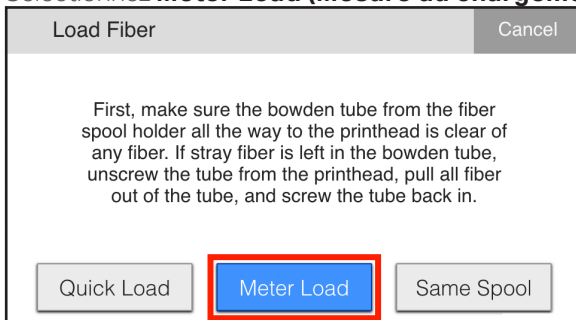 Load Fiber
Cancel
First, make sure the bowden tube from the fiber
spool holder all the way to the printhead is clear of
any fiber. If stray fiber is left in the bowden tube,
unscrew the tube from the printhead, pull all fiber
out of the tube, and screw the tube back in.
Quick Load
Meter Load
Same Spool